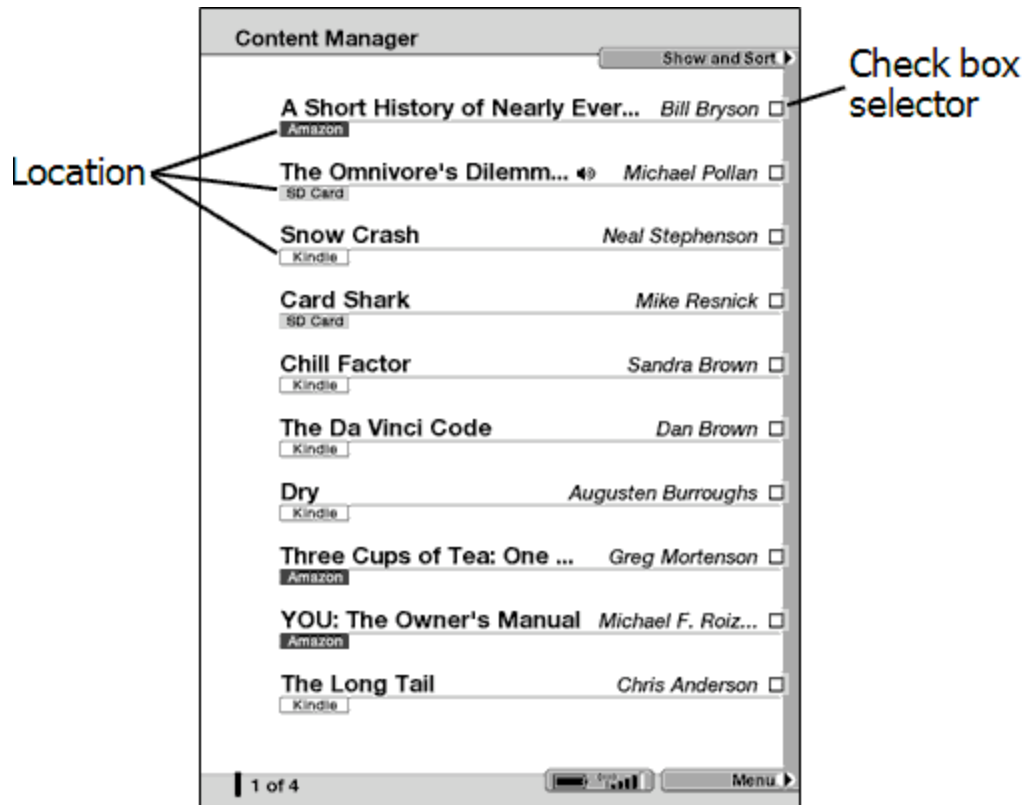 Content Manager
Show and Sort
Check box
selector
A Short History of Nearly Ever... Bill Bryson
Amazon
Location
The Omnivore's Dilemm... Michael Pollan
SD Card
Snow Crash Neal Stephenson
Kindle
Card Shark Mike Resnick
SD Card
Chill Factor Sandra Brown
Kindle
The Da Vinci Code Dan Brown
Kindle
Dry Augusten Burroughs
Kindle
Three Cups of Tea: One ... Greg Mortenson
Amazon
YOU: The Owner's Manual Michael F. Roiz...
Amazon
The Long Tail Chris Anderson
Kindle
1 of 4
Menu